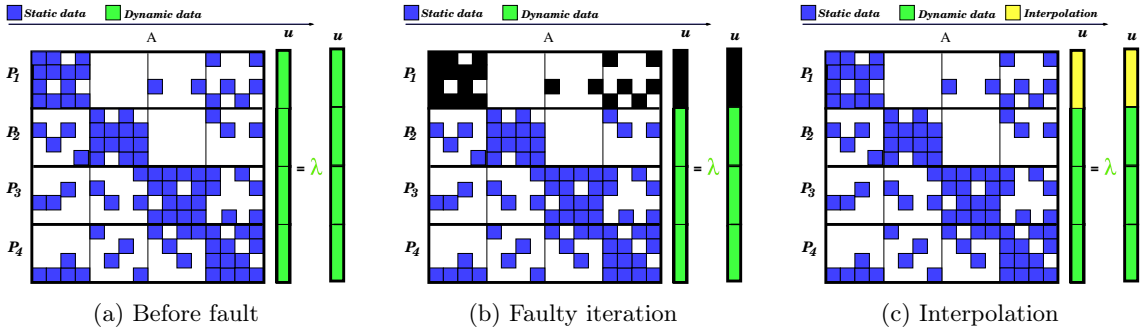 Static data Dynamic data
A u u
P1
P2
P3
P4
= λ
(a) Before fault
Static data Dynamic data
A u u
P1
P2
P3
P4
= λ
(b) Faulty iteration
Static data Dynamic data Interpolation
A u u
P1
P2
P3
P4
= λ
(c) Interpolation